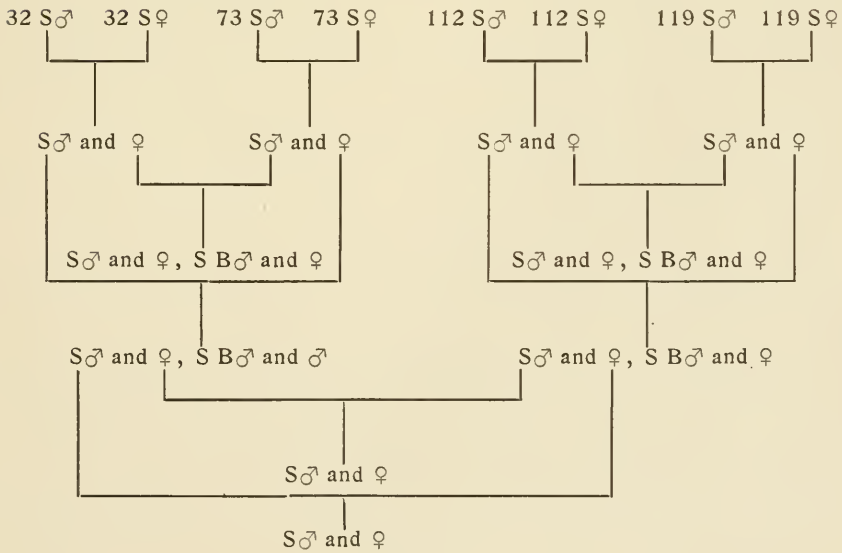 32 S♂ 32 S♀ 73 S♂ 73 S♀ 112 S♂ 112 S♀ 119 S♂ 119 S♀
S♂ and ♀ S♂ and ♀ S♂ and ♀ S♂ and ♀
S♂ and ♀, S B♂ and ♀ S♂ and ♀, S B♂ and ♀
S♂ and ♀, S B♂ and ♂ S♂ and ♀, S B♂ and ♀
S♂ and ♀
S♂ and ♀